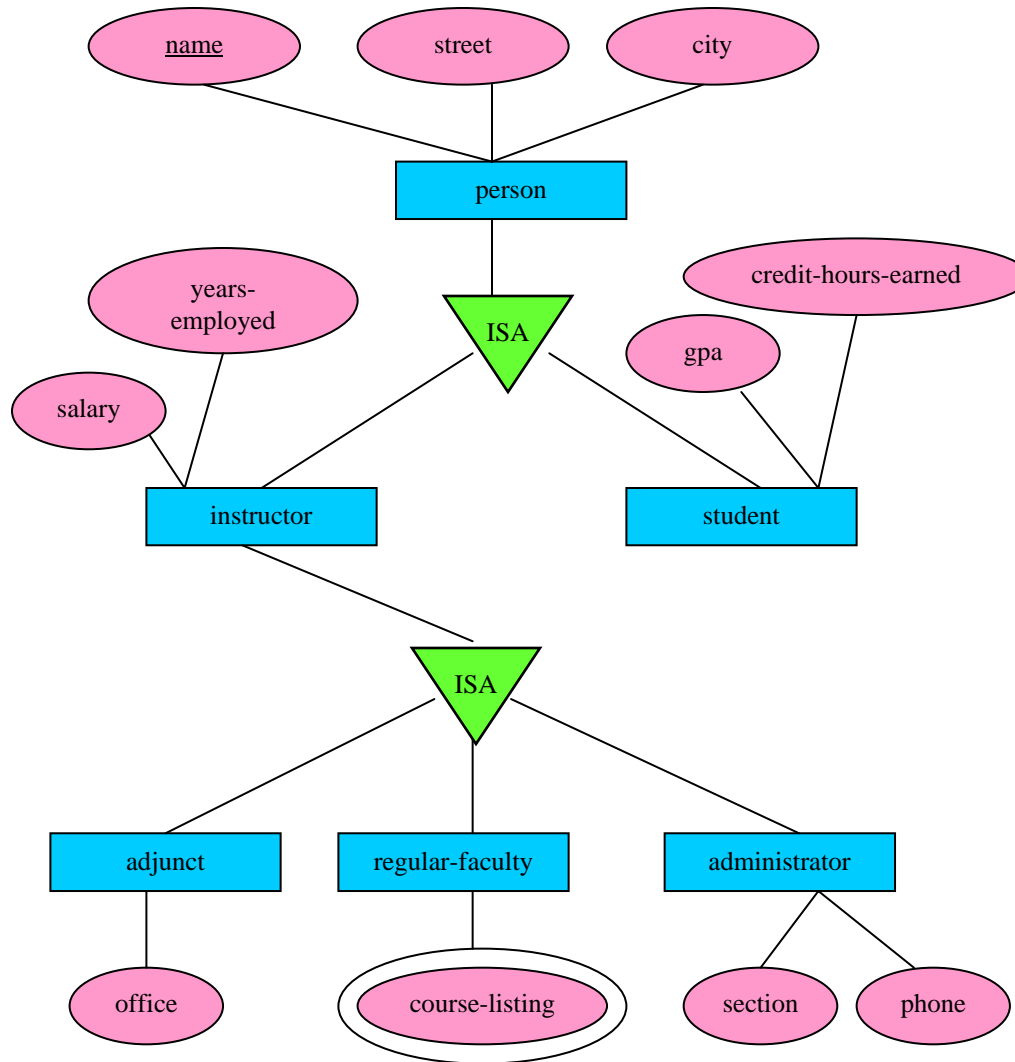 name
street
city
person
credit-hours-earned
years-
employed
ISA
gpa
salary
instructor
student
ISA
adjunct
regular-faculty
administrator
office
course-listing
section
phone